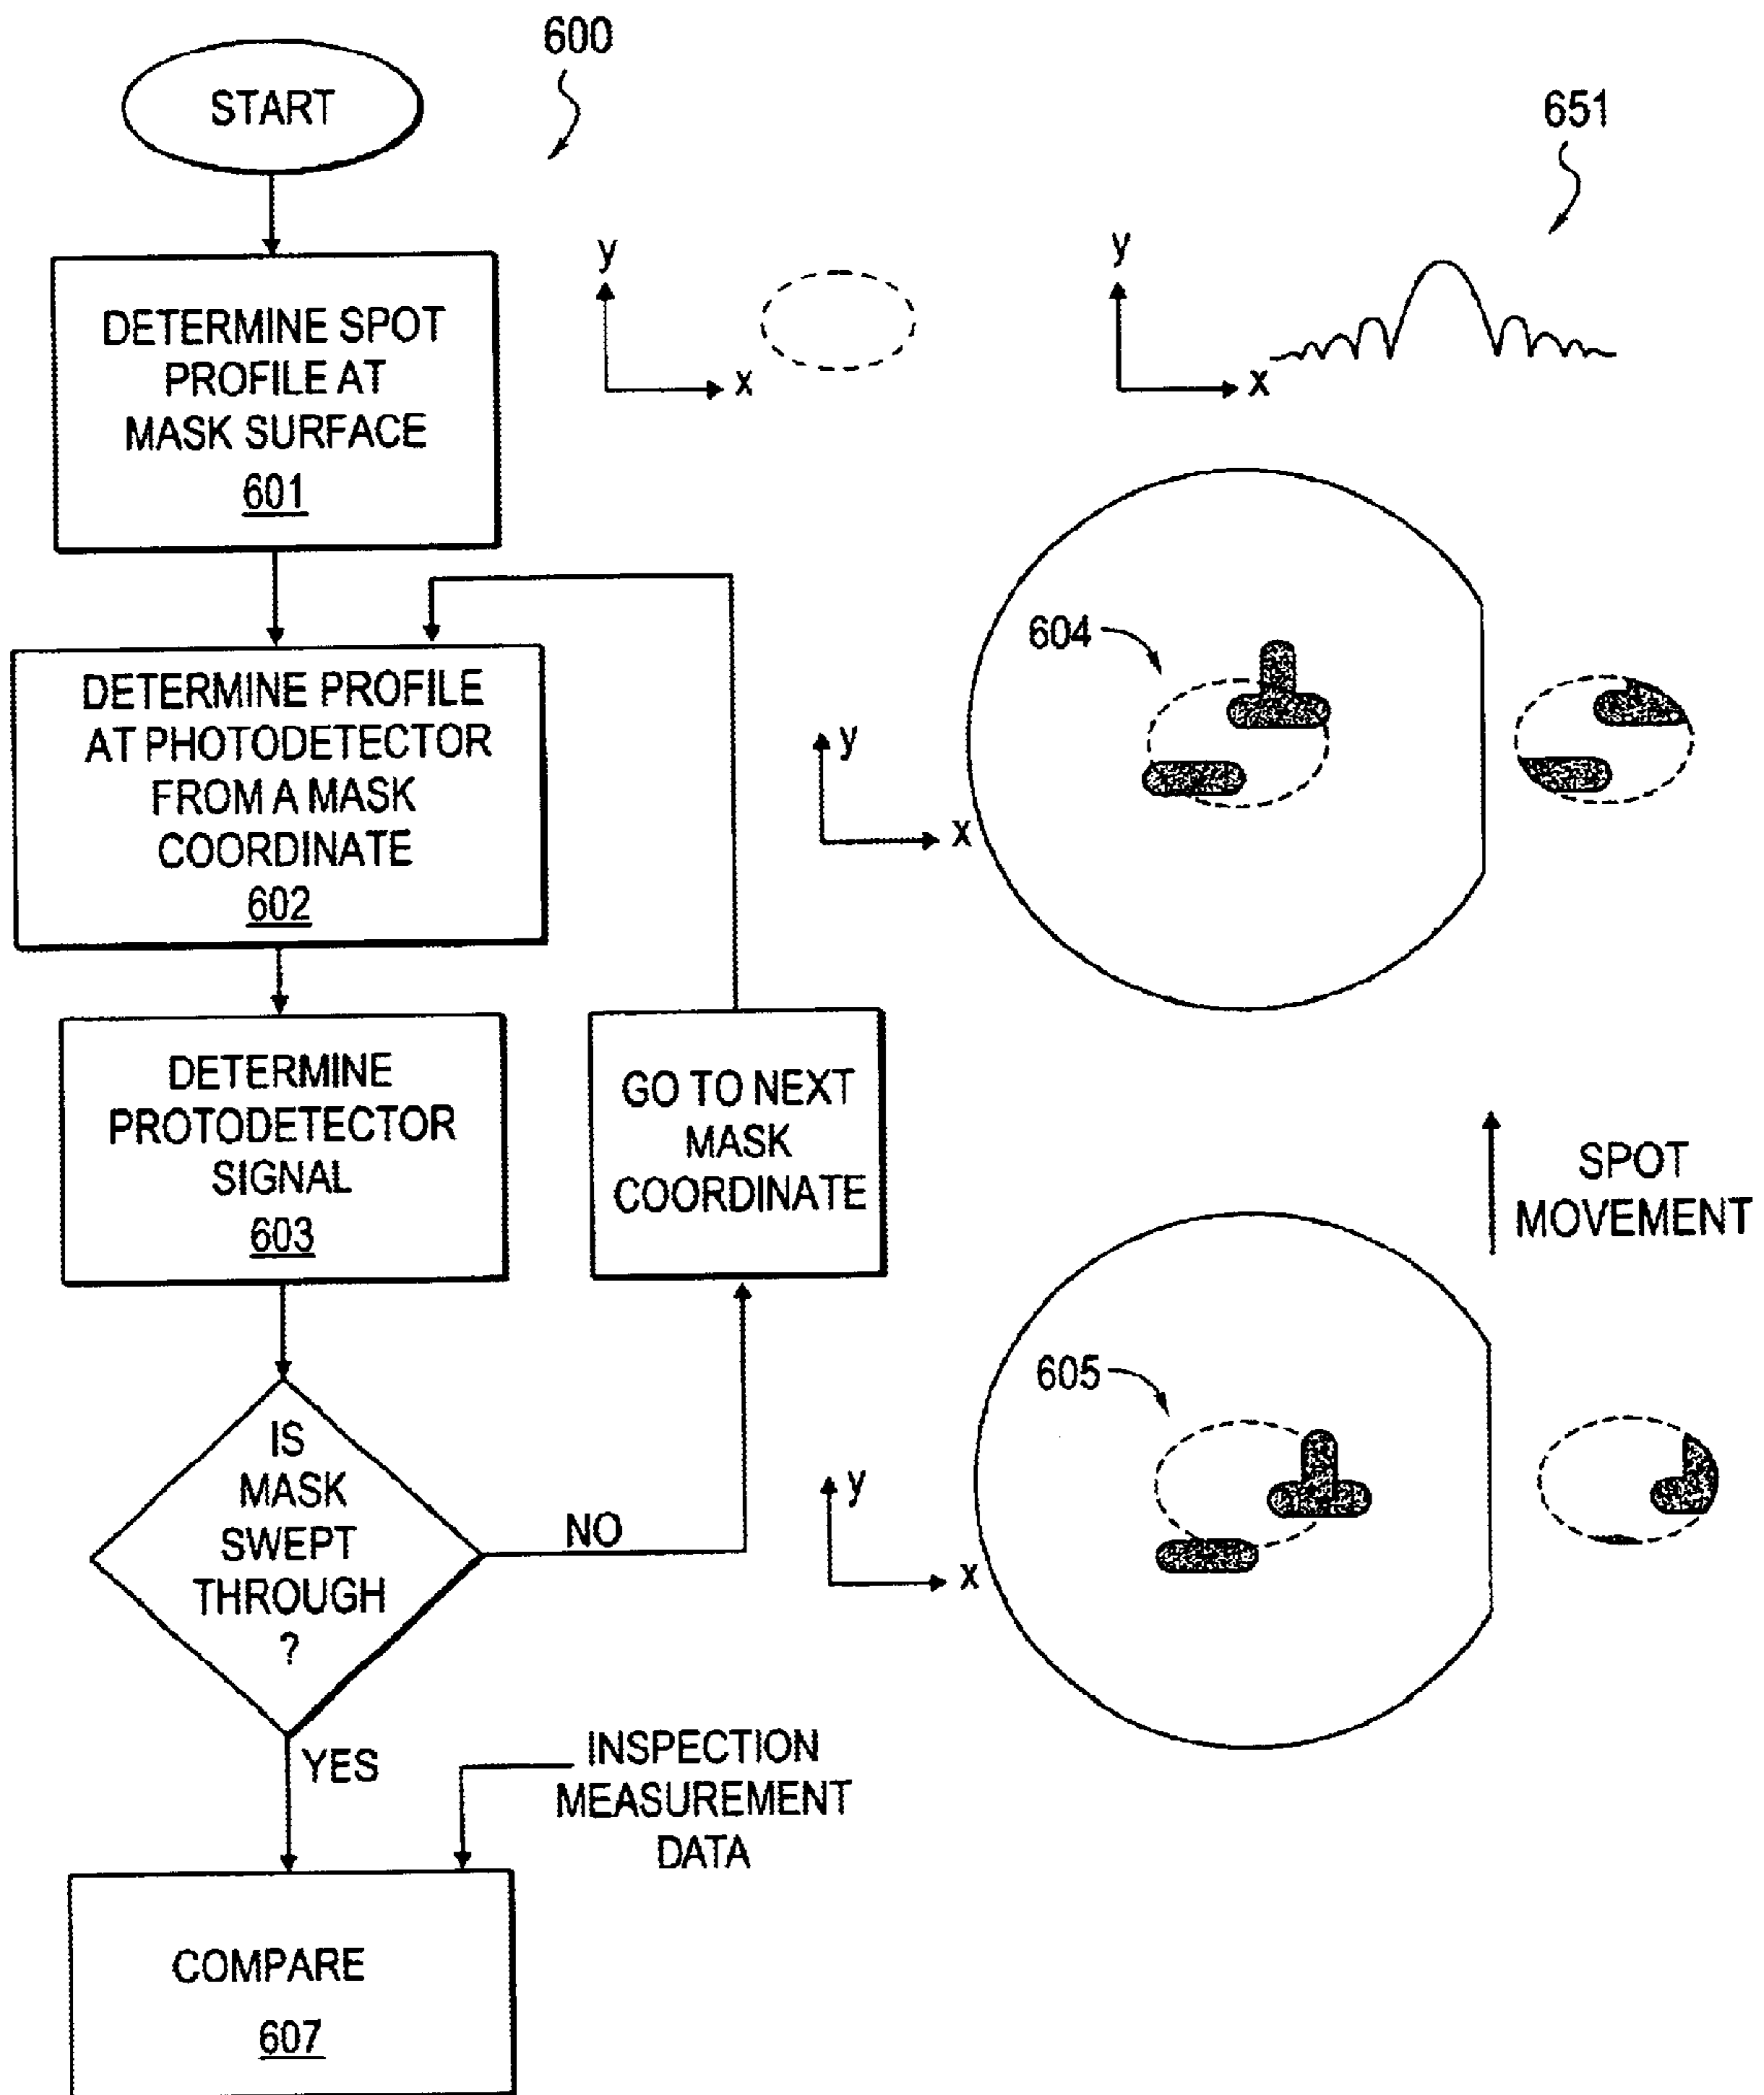 600
START
651
y
x
y
x
DETERMINE SPOT
PROFILE AT
MASK SURFACE
601
604
y
x
DETERMINE PROFILE
AT PHOTODETECTOR
FROM A MASK
COORDINATE
602
DETERMINE
PROTODETECTOR
SIGNAL
603
GO TO NEXT
MASK
COORDINATE
SPOT
MOVEMENT
605
y
x
IS
MASK
SWEPT
THROUGH
?
NO
YES
INSPECTION
MEASUREMENT
DATA
COMPARE
607